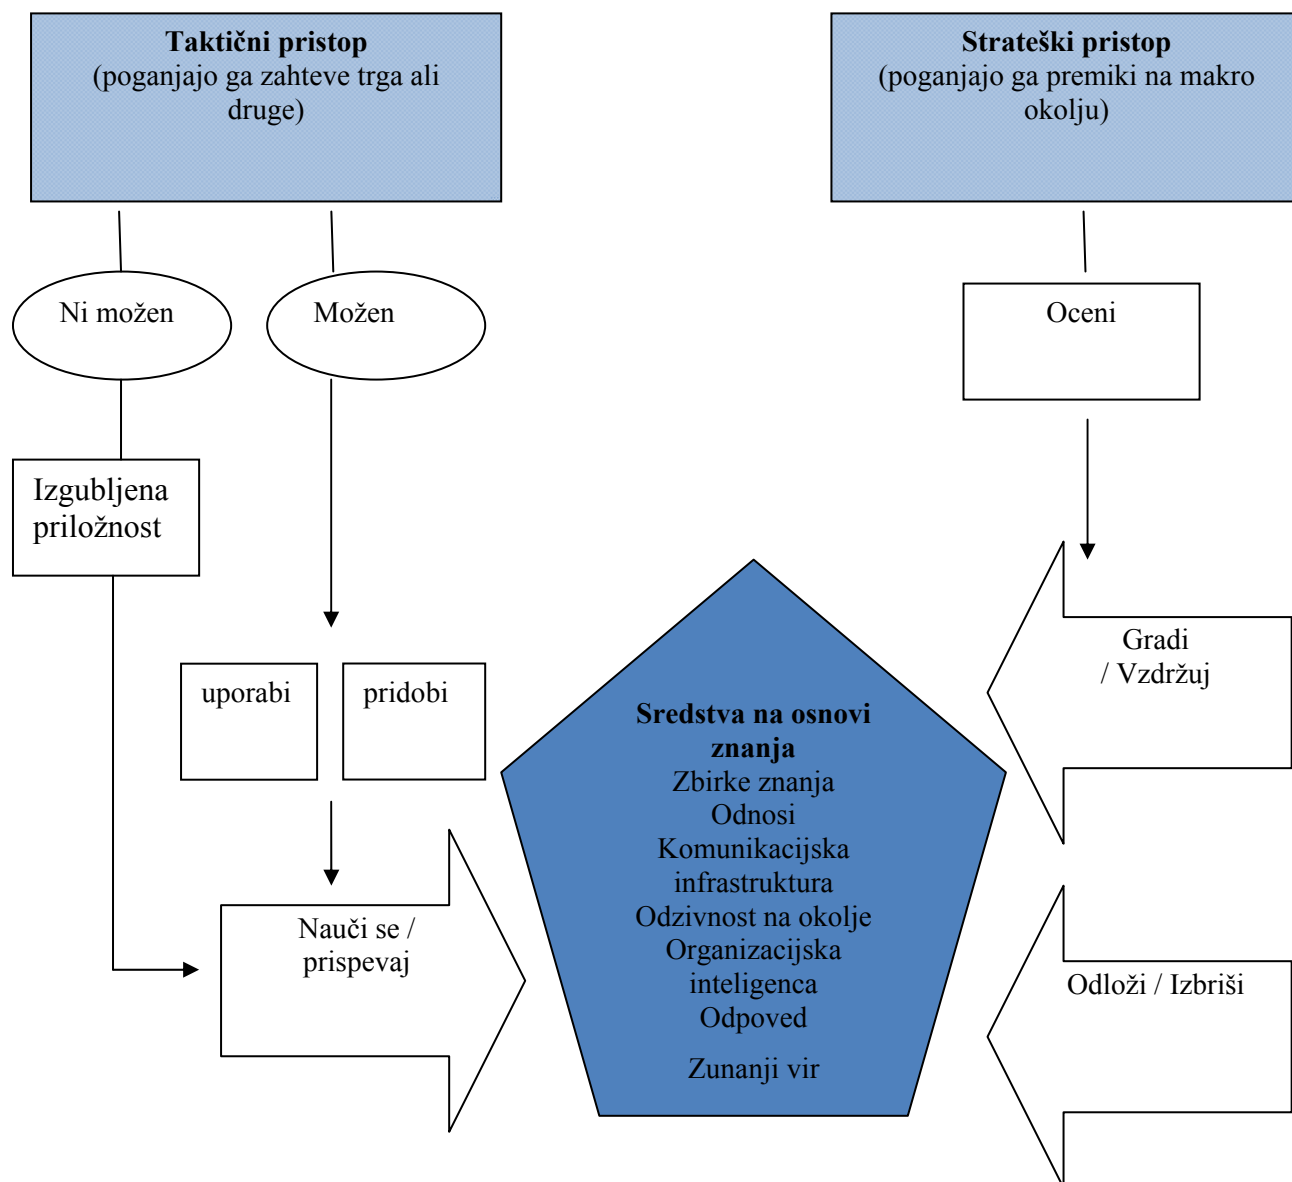 Taktični pristop
(poganjajo ga zahteve trga ali
druge)
Strateški pristop
(poganjajo ga premiki na makro
okolju)
Ni možen
Možen
Oceni
Izgubljena
priložnost
uporabi
pridobi
Gradi
/ Vzdržuj
Sredstva na osnovi
znanja
Zbirke znanja
Odnosi
Komunikacijska
infrastruktura
Odzivnost na okolje
Organizacijska
inteligenca
Odpoved
Zunanji vir
Nauči se /
prispevaj
Odloži / Izbriši